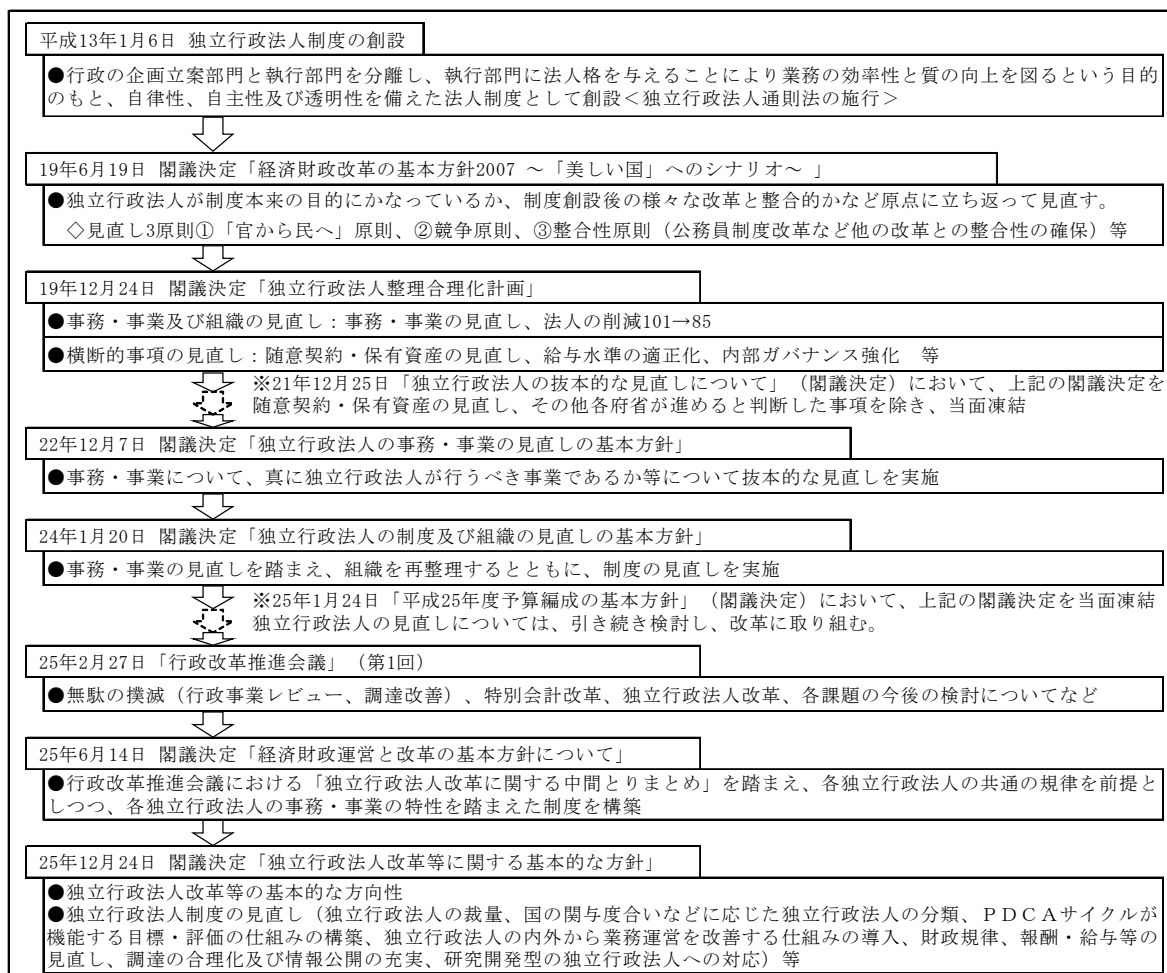 平成13年1月6日 独立行政法人制度の創設
●行政の企画立案部門と執行部門を分離し、執行部門に法人格を与えることにより業務の効率性と質の向上を図るという目的
のもと、自律性、自主性及び透明性を備えた法人制度として創設＜独立行政法人通則法の施行＞
19年6月19日 閣議決定「経済財政改革の基本方針2007 ～「美しい国」へのシナリオ～ 」
●独立行政法人が制度本来の目的にかなっているか、制度創設後の様々な改革と整合的かなど原点に立ち返って見直す。
◇見直し3原則①「官から民へ」原則、②競争原則、③整合性原則（公務員制度改革など他の改革との整合性の確保）等
19年12月24日 閣議決定「独立行政法人整理合理化計画」
●事務・事業及び組織の見直し：事務・事業の見直し、法人の削減101→85
●横断的事項の見直し：随意契約・保有資産の見直し、給与水準の適正化、内部ガバナンス強化　等
※21年12月25日「独立行政法人の抜本的な見直しについて」（閣議決定）において、上記の閣議決定を
随意契約・保有資産の見直し、その他各府省が進めると判断した事項を除き、当面凍結
22年12月7日 閣議決定「独立行政法人の事務・事業の見直しの基本方針」
●事務・事業について、真に独立行政法人が行うべき事業であるか等について抜本的な見直しを実施
24年1月20日 閣議決定「独立行政法人の制度及び組織の見直しの基本方針」
●事務・事業の見直しを踏まえ、組織を再整理するとともに、制度の見直しを実施
※25年1月24日「平成25年度予算編成の基本方針」（閣議決定）において、上記の閣議決定を当面凍結
独立行政法人の見直しについては、引き続き検討し、改革に取り組む。
25年2月27日「行政改革推進会議」（第1回）
●無駄の撲滅（行政事業レビュー、調達改善）、特別会計改革、独立行政法人改革、各課題の今後の検討についてなど
25年6月14日 閣議決定「経済財政運営と改革の基本方針について」
●行政改革推進会議における「独立行政法人改革に関する中間とりまとめ」を踏まえ、各独立行政法人の共通の規律を前提と
しつつ、各独立行政法人の事務・事業の特性を踏まえた制度を構築
25年12月24日 閣議決定「独立行政法人改革等に関する基本的な方針」
●独立行政法人改革等の基本的な方向性
●独立行政法人制度の見直し（独立行政法人の裁量、国の関与度合いなどに応じた独立行政法人の分類、ＰＤＣＡサイクルが
機能する目標・評価の仕組みの構築、独立行政法人の内外から業務運営を改善する仕組みの導入、財政規律、報酬・給与等の
見直し、調達の合理化及び情報公開の充実、研究開発型の独立行政法人への対応）等